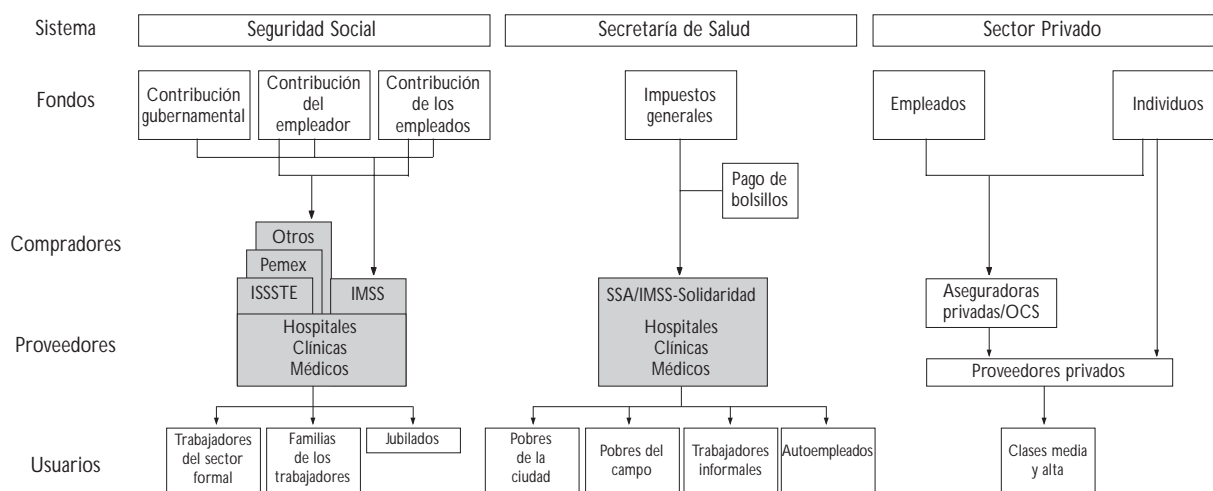 Sistema
Seguridad Social
Secretaría de Salud
Sector Privado
Fondos
Contribución
gubernamental
Contribución
del
empleador
Contribución
de los
empleados
Impuestos
generales
Empleados
Individuos
Pago de
bolsillos
Compradores
Otros
Pemex
ISSSTE
IMSS
SSA/IMSS-Solidaridad
Aseguradoras
privadas/OCS
Proveedores
Hospitales
Clínicas
Médicos
Hospitales
Clínicas
Médicos
Proveedores privados
Usuarios
Trabajadores
del sector
formal
Familias
de los
trabajadores
Jubilados
Pobres
de la
ciudad
Pobres del
campo
Trabajadores
informales
Autoempleados
Clases media
y alta